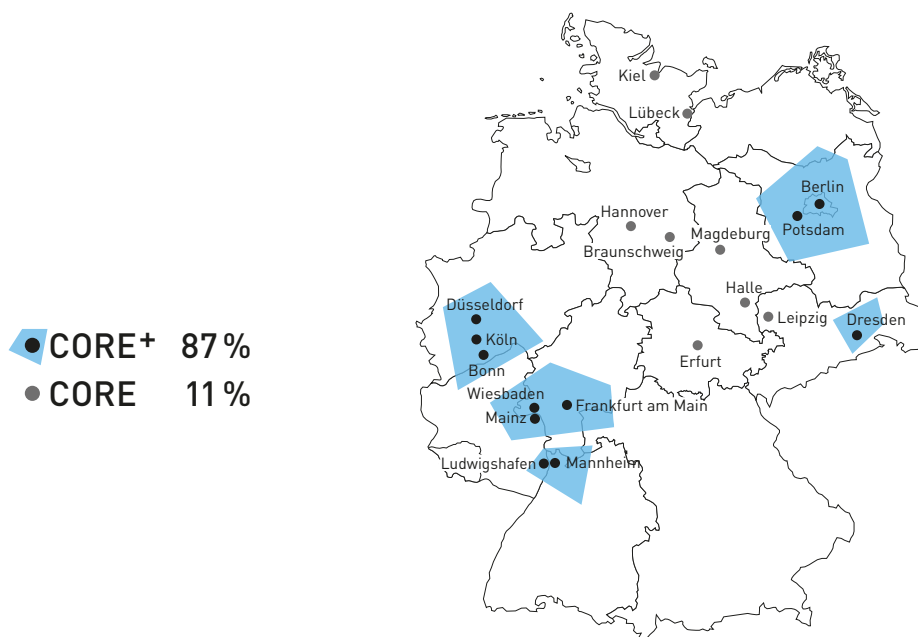 Kiel
Lübeck
Berlin
Hannover
Potsdam
Magdeburg
Braunschweig
Halle
Düsseldorf
Leipzig
Dresden
CORE+ 87 %
Köln
Bonn
Erfurt
CORE 11 %
Wiesbaden
Frankfurt am Main
Mainz
Ludwigshafen
Mannheim